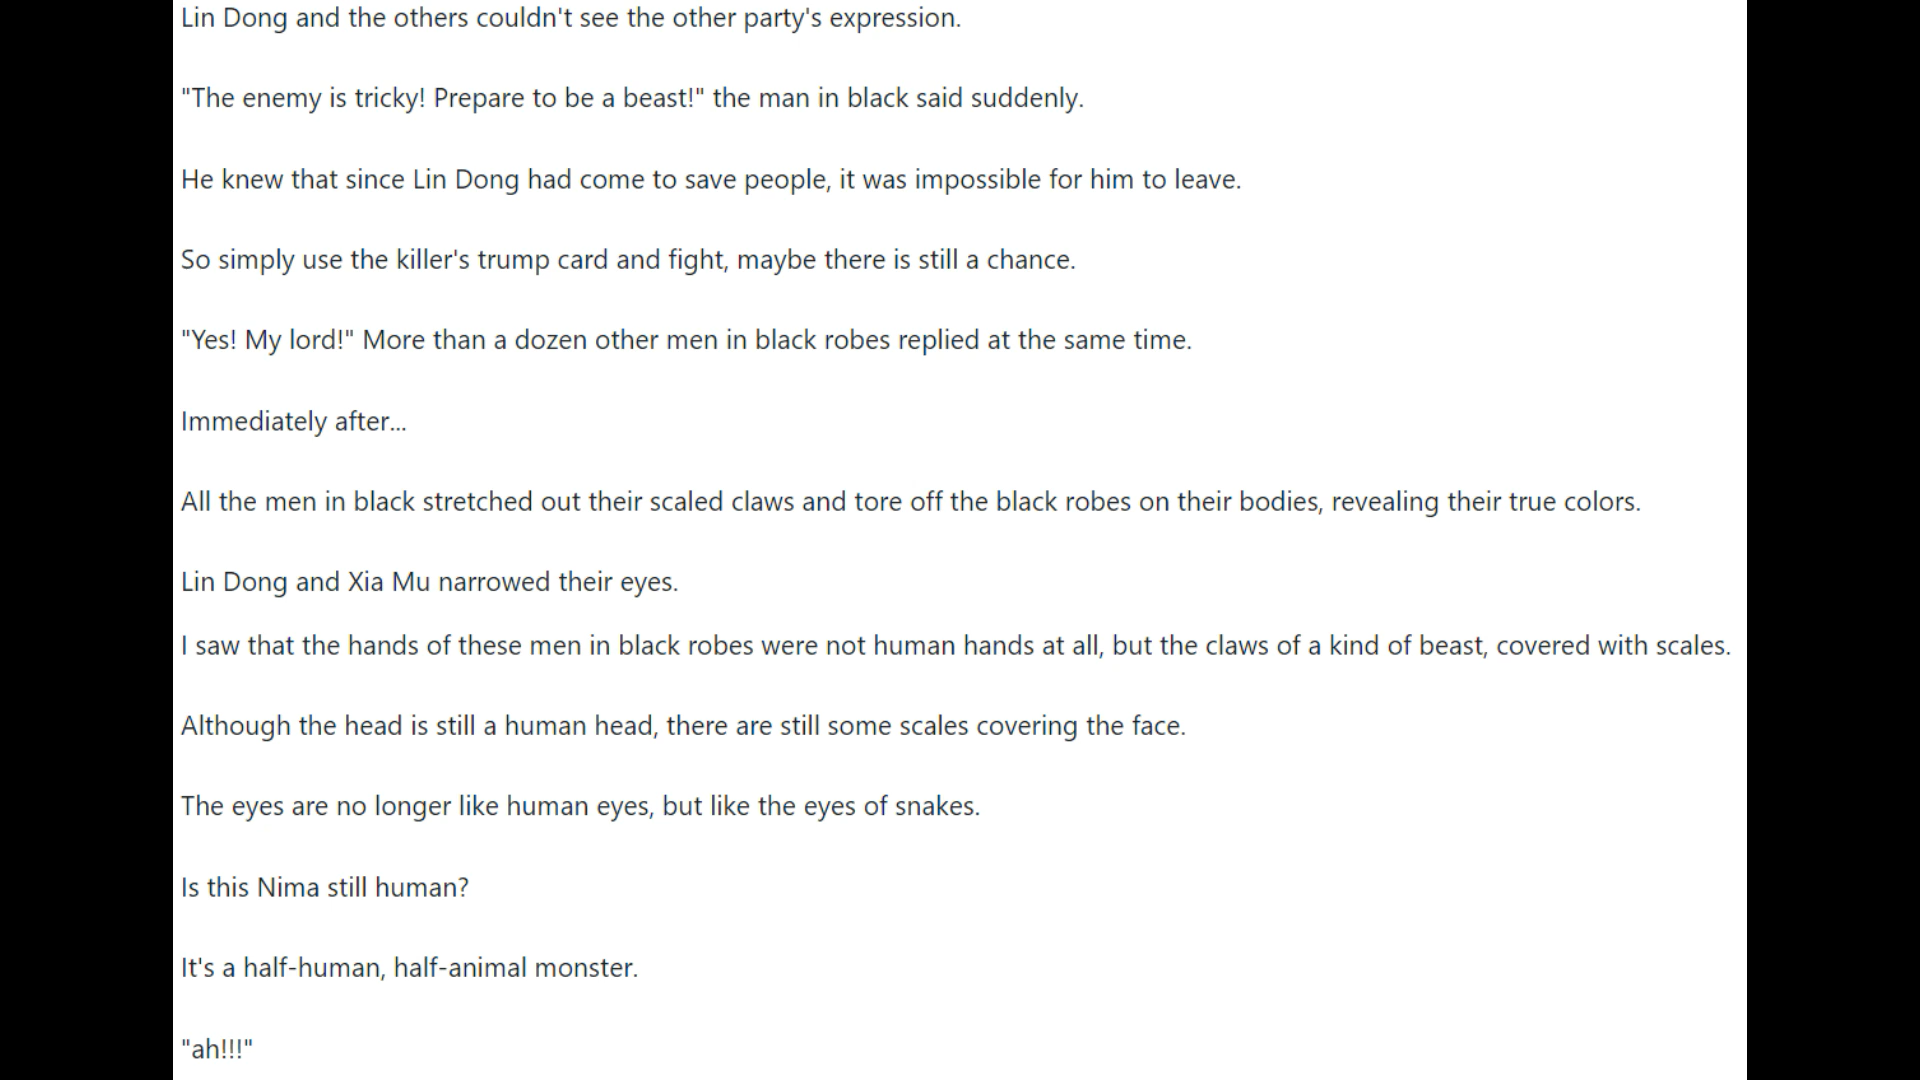 Lin Dong and the others couldn't see the other party's expression.
"The enemy is tricky! Prepare to be a beast!" the man in black said suddenly.
He knew that since Lin Dong had come to save people, it was impossible for him to leave.
So simply use the killer's trump card and fight, maybe there is still a chance.
"Yes! My lord!" More than a dozen other men in black robes replied at the same time.
Immediately after...
All the men in black stretched out their scaled claws and tore off the black robes on their bodies, revealing their true colors.
Lin Dong and Xia Mu narrowed their eyes.
I saw that the hands of these men in black robes were not human hands at all, but the claws of a kind of beast, covered with scales.
Although the head is still a human head, there are still some scales covering the face.
The eyes are no longer like human eyes, but like the eyes of snakes.
Is this Nima still human?
It's a half-human, half-animal monster.
"ah!!!"